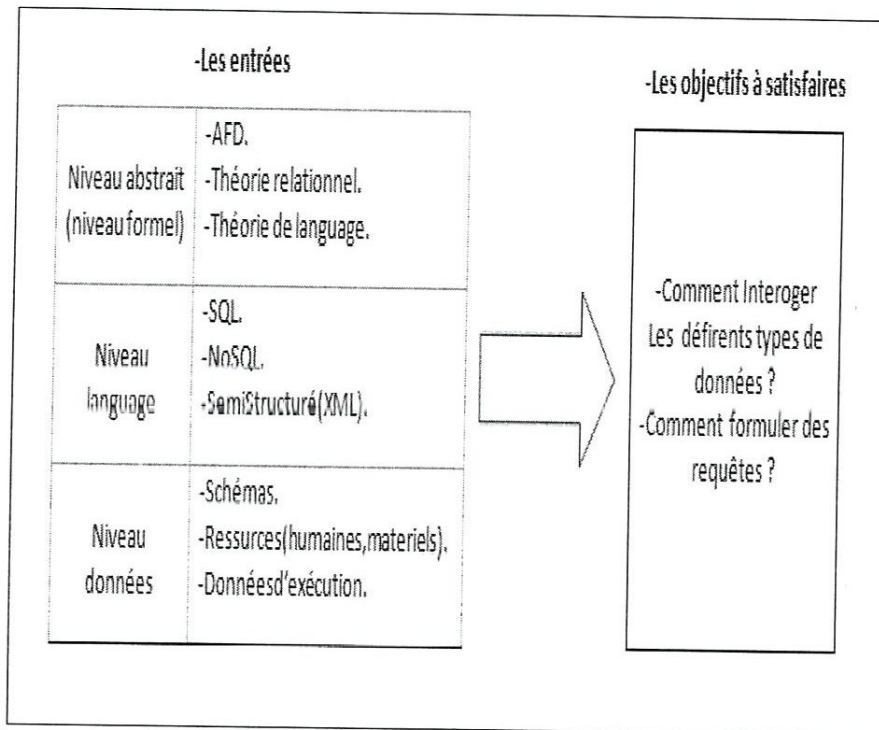 -Les entrées
-Les objectifs à satisfaires
Niveau abstrait
(niveau formel)
-AFD.
-Théorie relationnel.
-Théorie de language.
Niveau
language
-SQL.
-NoSQL.
-SemiStructuré(XML).
Niveau
données
-Schémas.
-Ressurces(humaines,materiels).
-Donnéesd'exécution.
-Comment Interoger
Les défirents types de
données ?
-Comment formuler des
requêtes ?